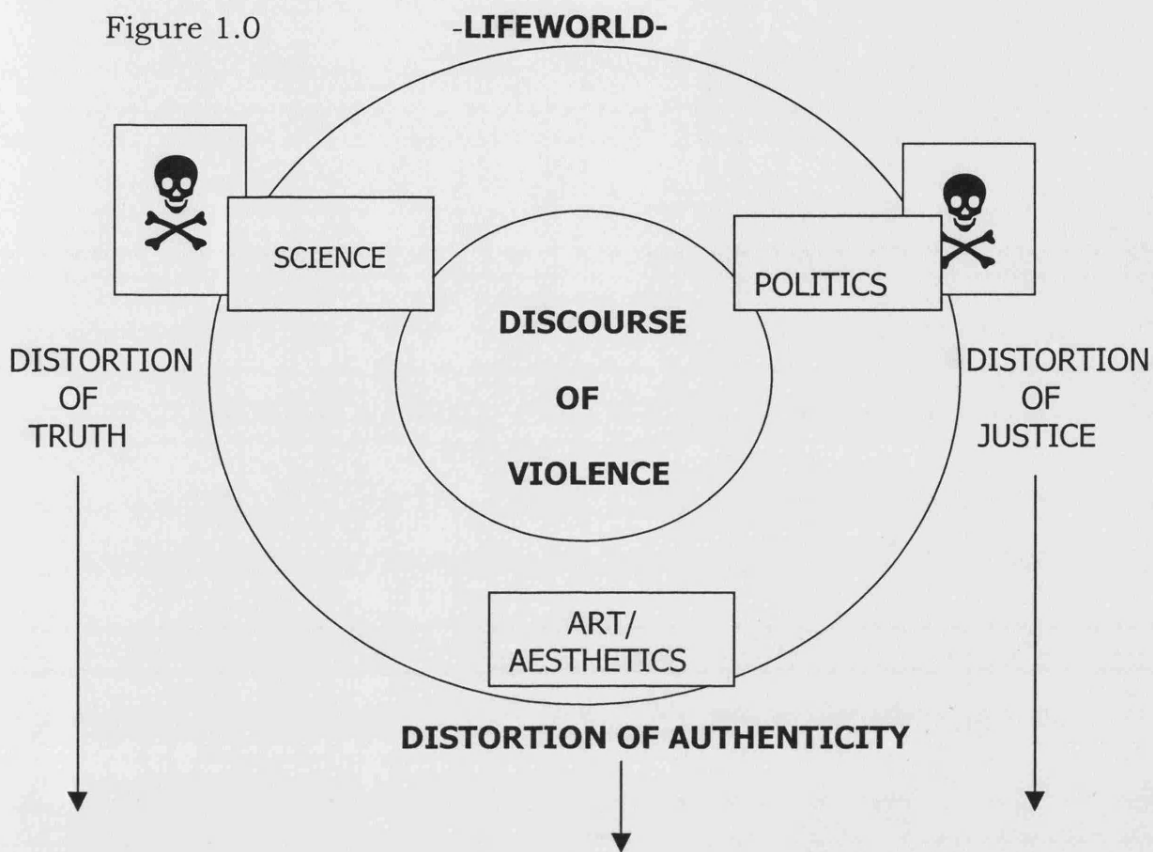 Figure 1.0
-LIFEWORLD-
SCIENCE
POLITICS
DISCOURSE
OF
VIOLENCE
DISTORTION
OF
TRUTH
DISTORTION
OF
JUSTICE
ART/
AESTHETICS
DISTORTION OF AUTHENTICITY